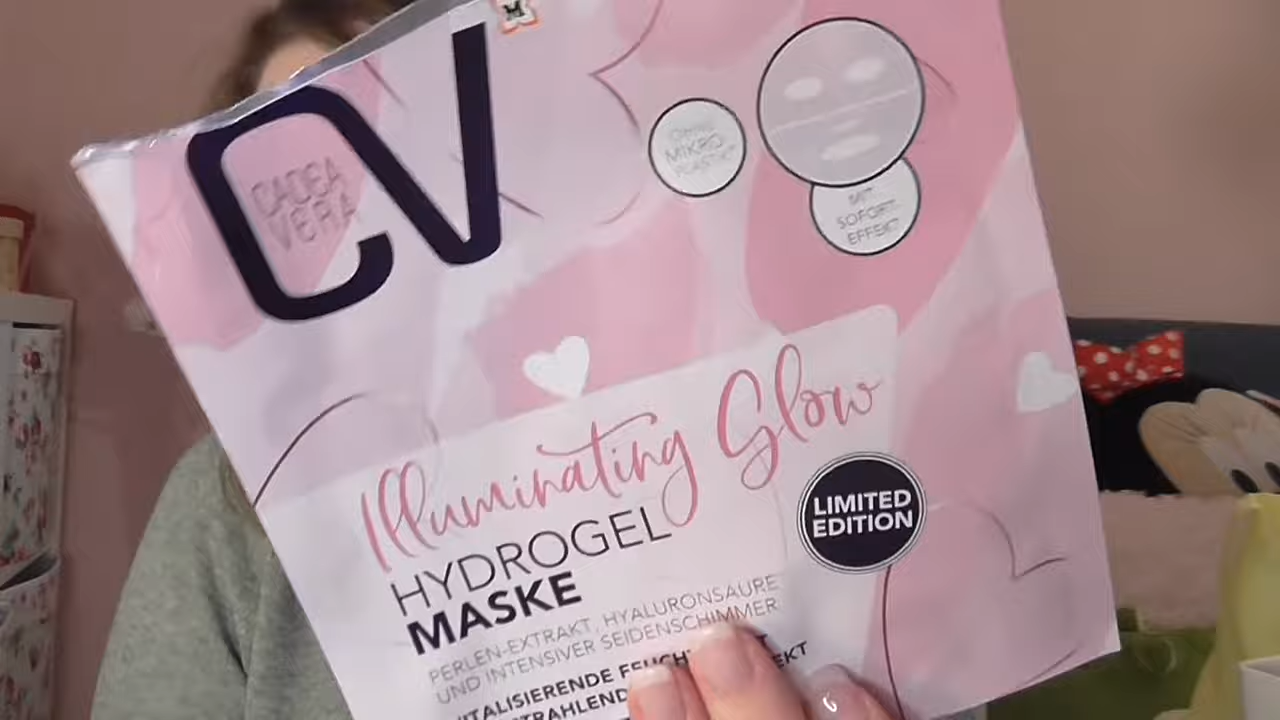 CV
CADEA
VERA
M
OHNE
MIKRO
PLASTIK
MIT
SOFORT-
EFFEKT
Illuminating Glow
HYDROGEL
MASKE
LIMITED
EDITION
PERLEN-EXTRAKT, HYALURONSÄURE
UND INTENSIVER SEIDENSCHIMMER